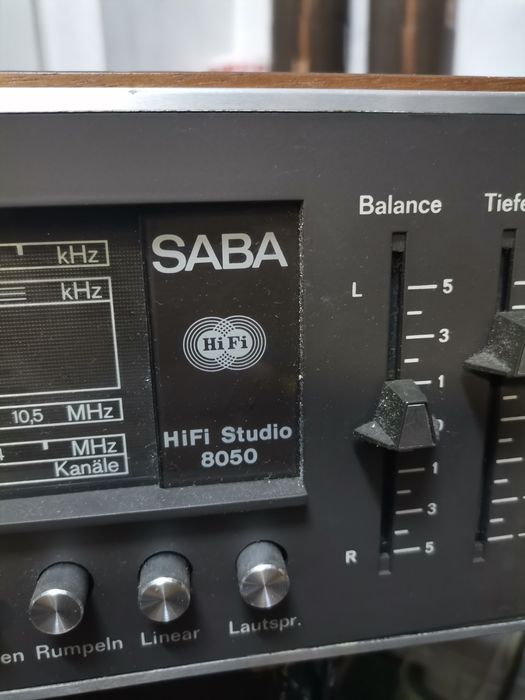 kHz
kHz
10,5 MHz
MHz
Kanäle
SABA
HiFi
HiFi Studio
8050
Balance
L
5
3
1
0
1
3
5
R
Tiefe
en Rumpeln Linear Lautspr.